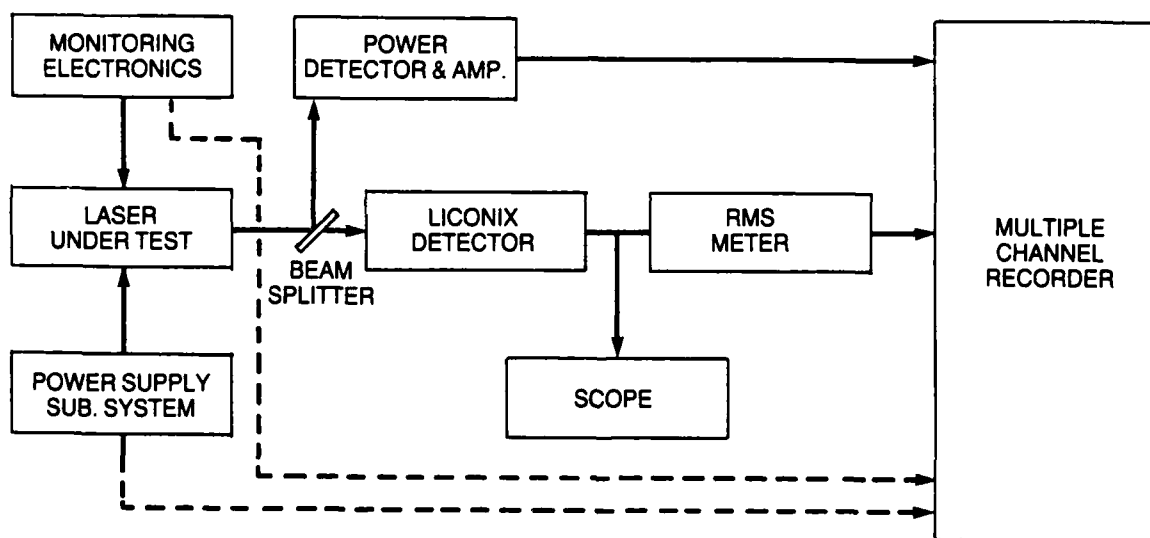 MONITORING
ELECTRONICS
POWER
DETECTOR & AMP.
LASER
UNDER TEST
BEAM
SPLITTER
LICONIX
DETECTOR
RMS
METER
MULTIPLE
CHANNEL
RECORDER
POWER SUPPLY
SUB. SYSTEM
SCOPE